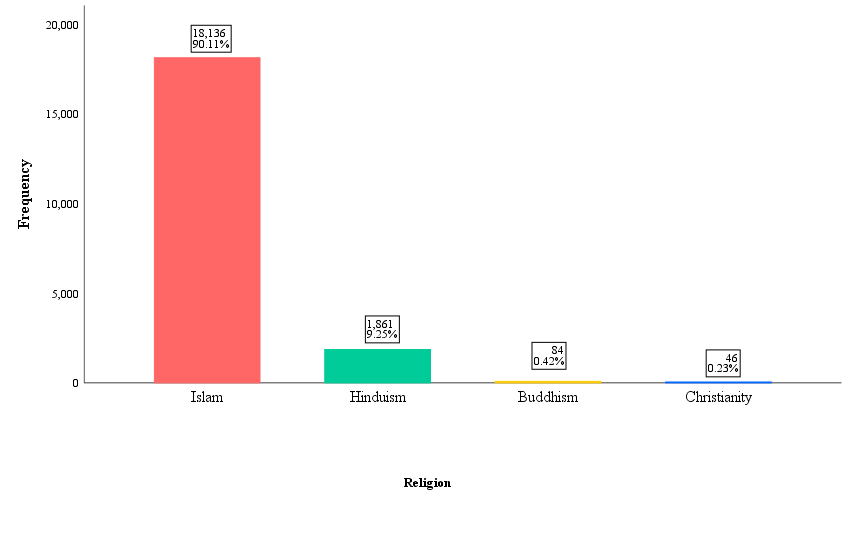 20,000
15,000
10,000
5,000
0
Frequency
18,136
90.11%
1,861
9.25%
84
0.42%
46
0.23%
Islam
Hinduism
Buddhism
Christianity
Religion